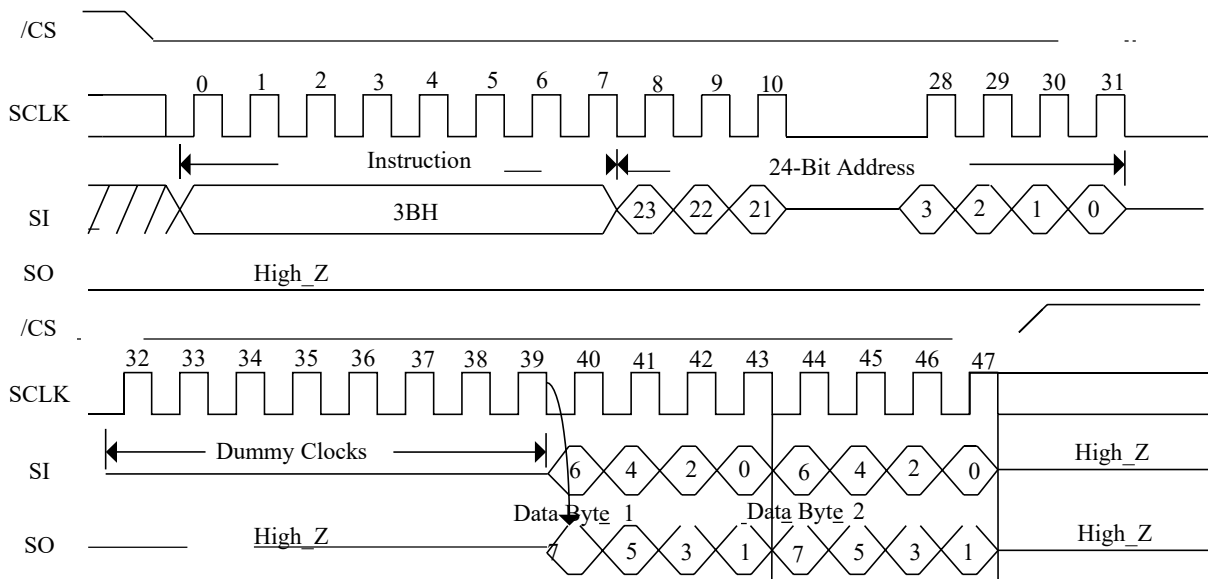 /CS
0 1 2 3 4 5 6 7 8 9 10 28 29 30 31
SCLK
Instruction 24-Bit Address
SI 3BH 23 22 21 3 2 1 0
SO High_Z
/CS
32 33 34 35 36 37 38 39 40 41 42 43 44 45 46 47
SCLK
Dummy Clocks
SI 6 4 2 0 6 4 2 0 High_Z
Data Byte 1 Data Byte 2
SO High_Z 7 5 3 1 7 5 3 1 High_Z